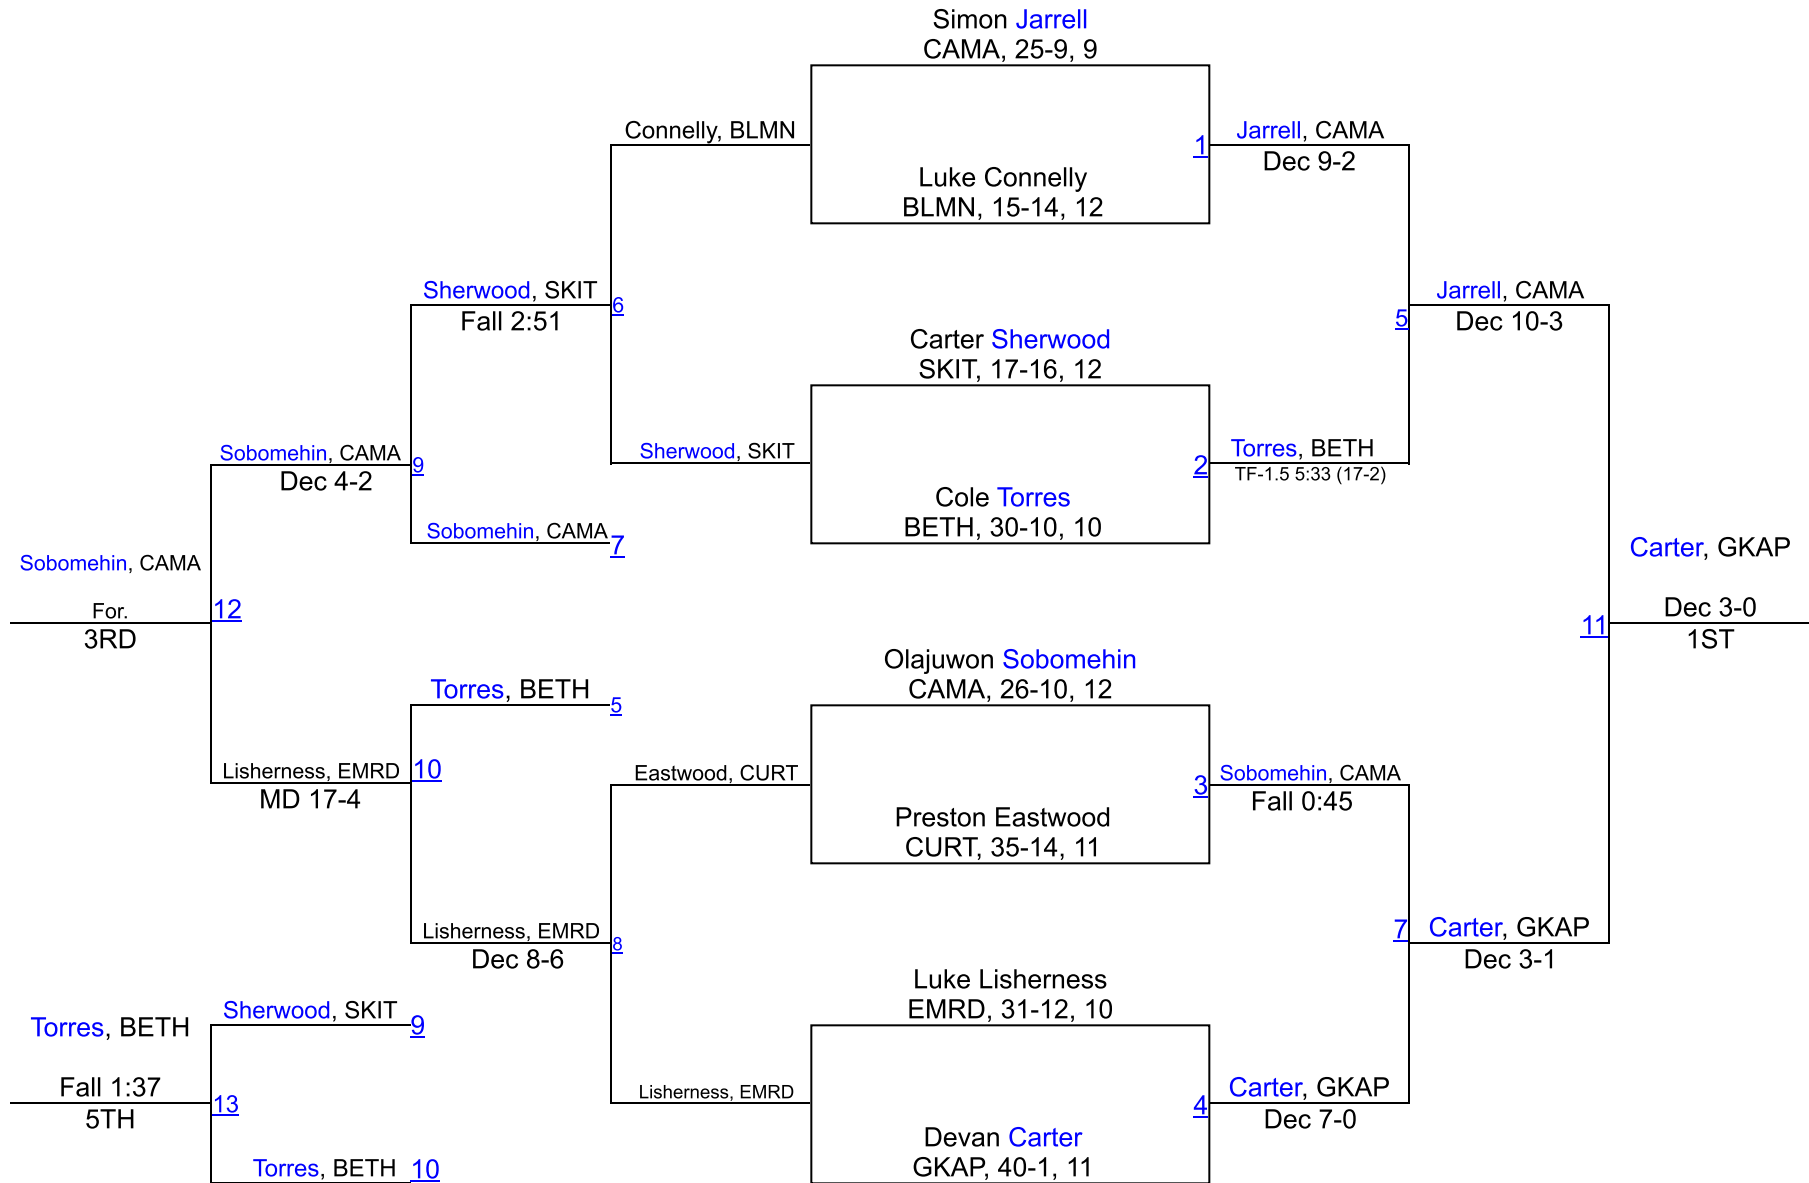 Simon Jarrell
CAMA, 25-9, 9
Connelly, BLMN
1
Jarrell, CAMA
Dec 9-2
Luke Connelly
BLMN, 15-14, 12
Sherwood, SKIT
Fall 2:51
6
Jarrell, CAMA
Dec 10-3
5
Carter Sherwood
SKIT, 17-16, 12
Sobomehin, CAMA
Dec 4-2
9
Sherwood, SKIT
2
Torres, BETH
TF-1.5 5:33 (17-2)
Cole Torres
BETH, 30-10, 10
Sobomehin, CAMA
7
Sobomehin, CAMA
For.
3RD
12
Carter, GKAP
Dec 3-0
1ST
11
Olajuwon Sobomehin
CAMA, 26-10, 12
Torres, BETH
5
Lisherness, EMRD
MD 17-4
10
Eastwood, CURT
3
Sobomehin, CAMA
Fall 0:45
Preston Eastwood
CURT, 35-14, 11
Lisherness, EMRD
Dec 8-6
8
7
Carter, GKAP
Dec 3-1
Luke Lisherness
EMRD, 31-12, 10
Sherwood, SKIT
9
Torres, BETH
Fall 1:37
5TH
13
Lisherness, EMRD
4
Carter, GKAP
Dec 7-0
Devan Carter
GKAP, 40-1, 11
Torres, BETH
10